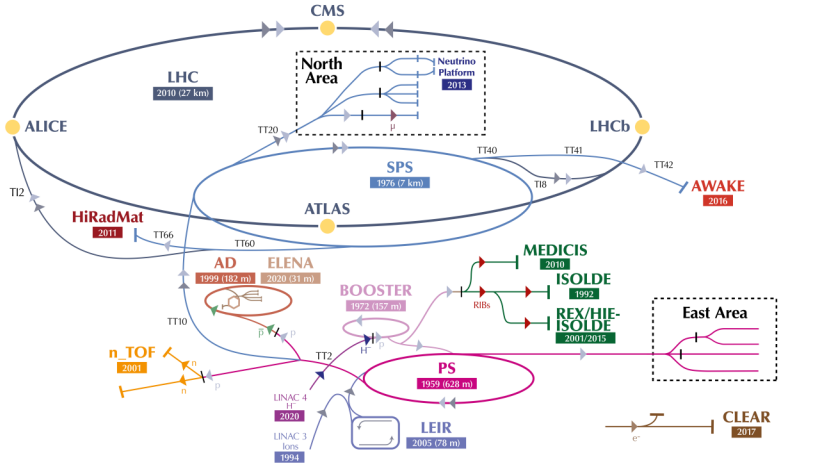 CMS
North
Area
Neutrino
Platform
2013
LHC
2010 (27 km)
μ
ALICE
LHCb
TT20
TT40
TT41
SPS
1976 (7 km)
TT42
TI8
TI2
AWAKE
2016
ATLAS
HiRadMat
2011
TT66
TT60
MEDICIS
2010
AD
1999 (182 m)
ELENA
2020 (31 m)
BOOSTER
1972 (157 m)
ISOLDE
1992
RIBs
REX/HIE-
ISOLDE
2001/2015
East Area
TT10
p
p
p
H⁻
TT2
n_TOF
2001
n
n
p
PS
1959 (628 m)
LINAC 4
H⁻
2020
LINAC 3
Ions
1994
LEIR
2005 (78 m)
CLEAR
2017
e⁻